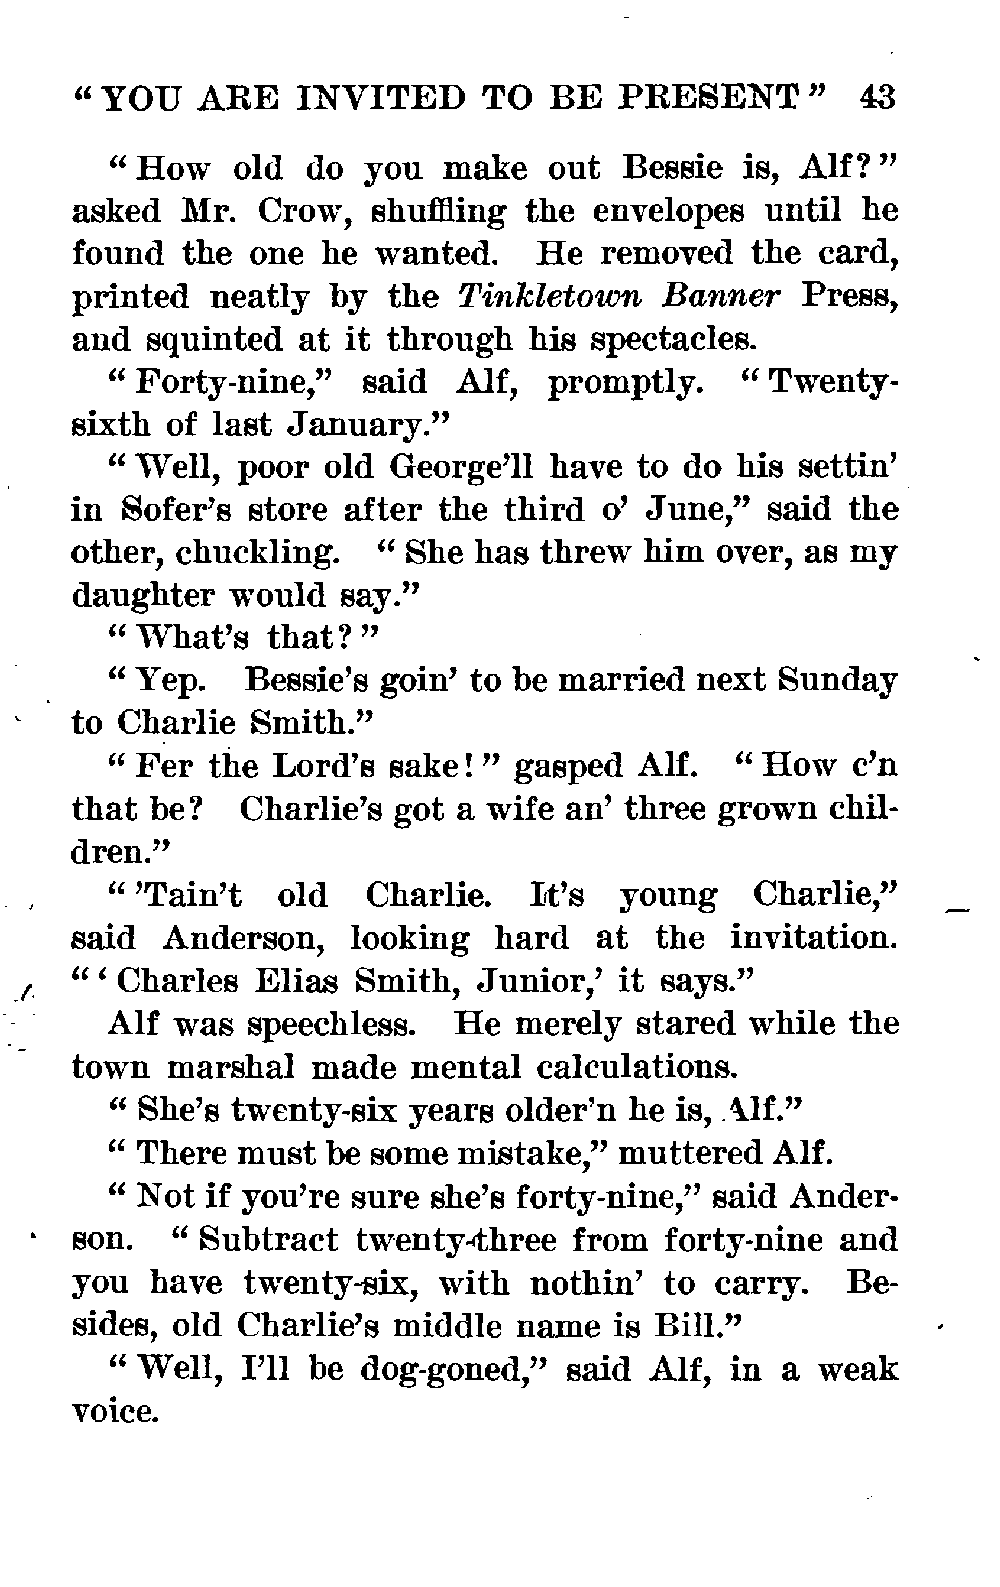 “YOU ARE INVITED TO BE PRESENT” 43
“How old do you make out Bessie is, Alf?”
asked Mr. Crow, shuffling the envelopes until he
found the one he wanted. He removed the card,
printed neatly by the Tinkletown Banner Press,
and squinted at it through his spectacles.
“Forty-nine,” said Alf, promptly. “Twenty-
sixth of last January.”
“Well, poor old George’ll have to do his settin’
in Sofer’s store after the third o’ June,” said the
other, chuckling. “She has threw him over, as my
daughter would say.”
“What’s that?”
“Yep. Bessie’s goin’ to be married next Sunday
to Charlie Smith.”
“Fer the Lord’s sake!” gasped Alf. “How c’n
that be? Charlie’s got a wife an’ three grown chil-
dren.”
“’Tain’t old Charlie. It’s young Charlie,”
said Anderson, looking hard at the invitation.
“‘Charles Elias Smith, Junior,’ it says.”
Alf was speechless. He merely stared while the
town marshal made mental calculations.
“She’s twenty-six years older’n he is, Alf.”
“There must be some mistake,” muttered Alf.
“Not if you’re sure she’s forty-nine,” said Ander-
son. “Subtract twenty-three from forty-nine and
you have twenty-six, with nothin’ to carry. Be-
sides, old Charlie’s middle name is Bill.”
“Well, I’ll be dog-goned,” said Alf, in a weak
voice.